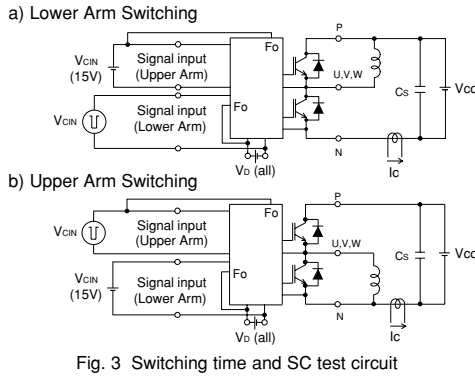 a) Lower Arm Switching
P
Fo
VCIN
(15V)
Signal input
(Upper Arm)
U,V,W
CS
VCC
Signal input
(Lower Arm)
Fo
VCIN
N
VD (all)
Ic
b) Upper Arm Switching
P
Fo
VCIN
Signal input
(Upper Arm)
U,V,W
CS
VCC
VCIN
(15V)
Signal input
(Lower Arm)
Fo
N
VD (all)
Ic
Fig. 3 Switching time and SC test circuit